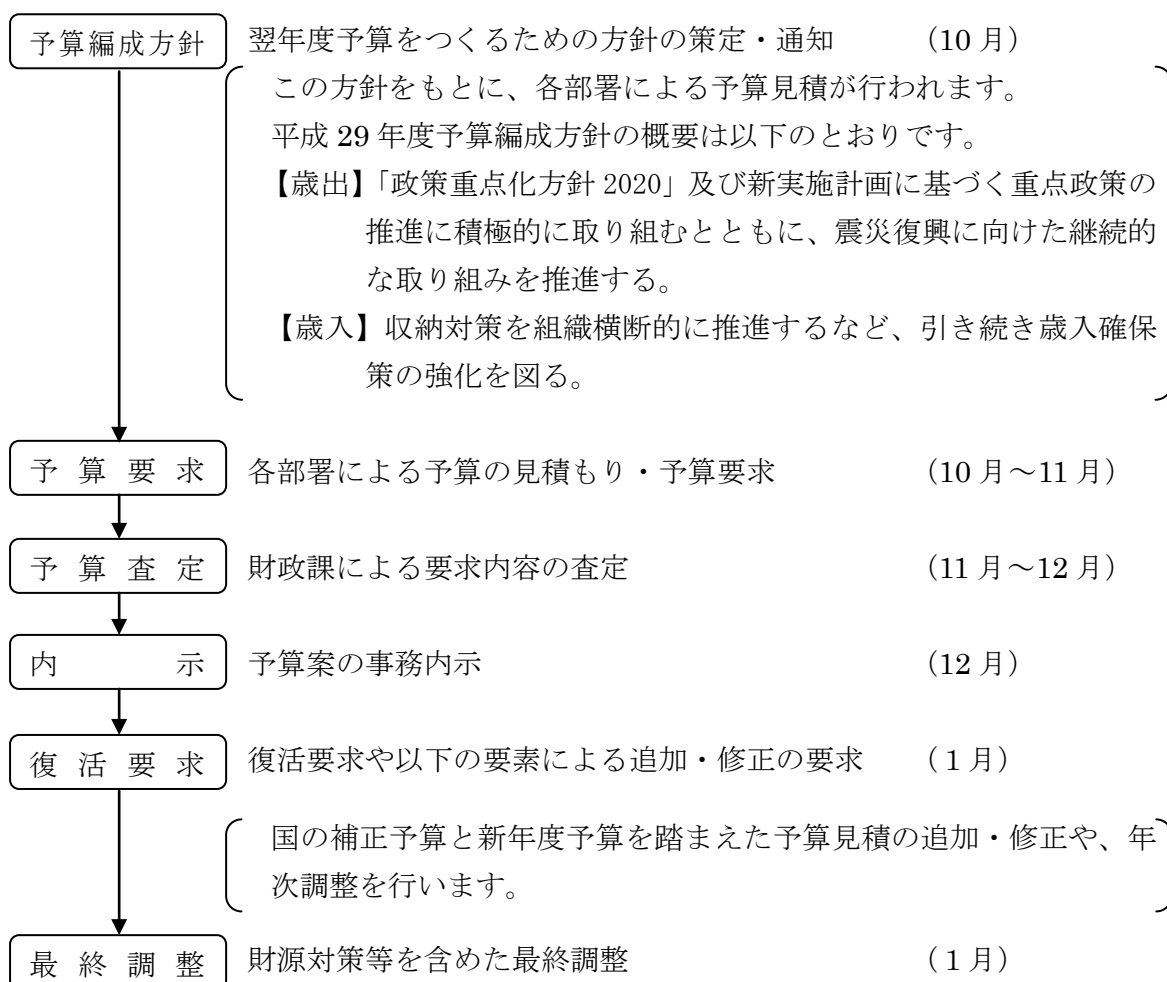 予算編成方針 翌年度予算をつくるための方針の策定・通知 (10月)
この方針をもとに、各部署による予算見積が行われます。
平成 29 年度予算編成方針の概要は以下のとおりです。
【歳出】「政策重点化方針 2020」及び新実施計画に基づく重点政策の
推進に積極的に取り組むとともに、震災復興に向けた継続的
な取り組みを推進する。
【歳入】収納対策を組織横断的に推進するなど、引き続き歳入確保
策の強化を図る。
予算要求 各部署による予算の見積もり・予算要求 (10月~11月)
予算査定 財政課による要求内容の査定 (11月~12月)
内示 予算案の事務内示 (12月)
復活要求 復活要求や以下の要素による追加・修正の要求 (1月)
国の補正予算と新年度予算を踏まえた予算見積の追加・修正や、年
次調整を行います。
最終調整 財源対策等を含めた最終調整 (1月)